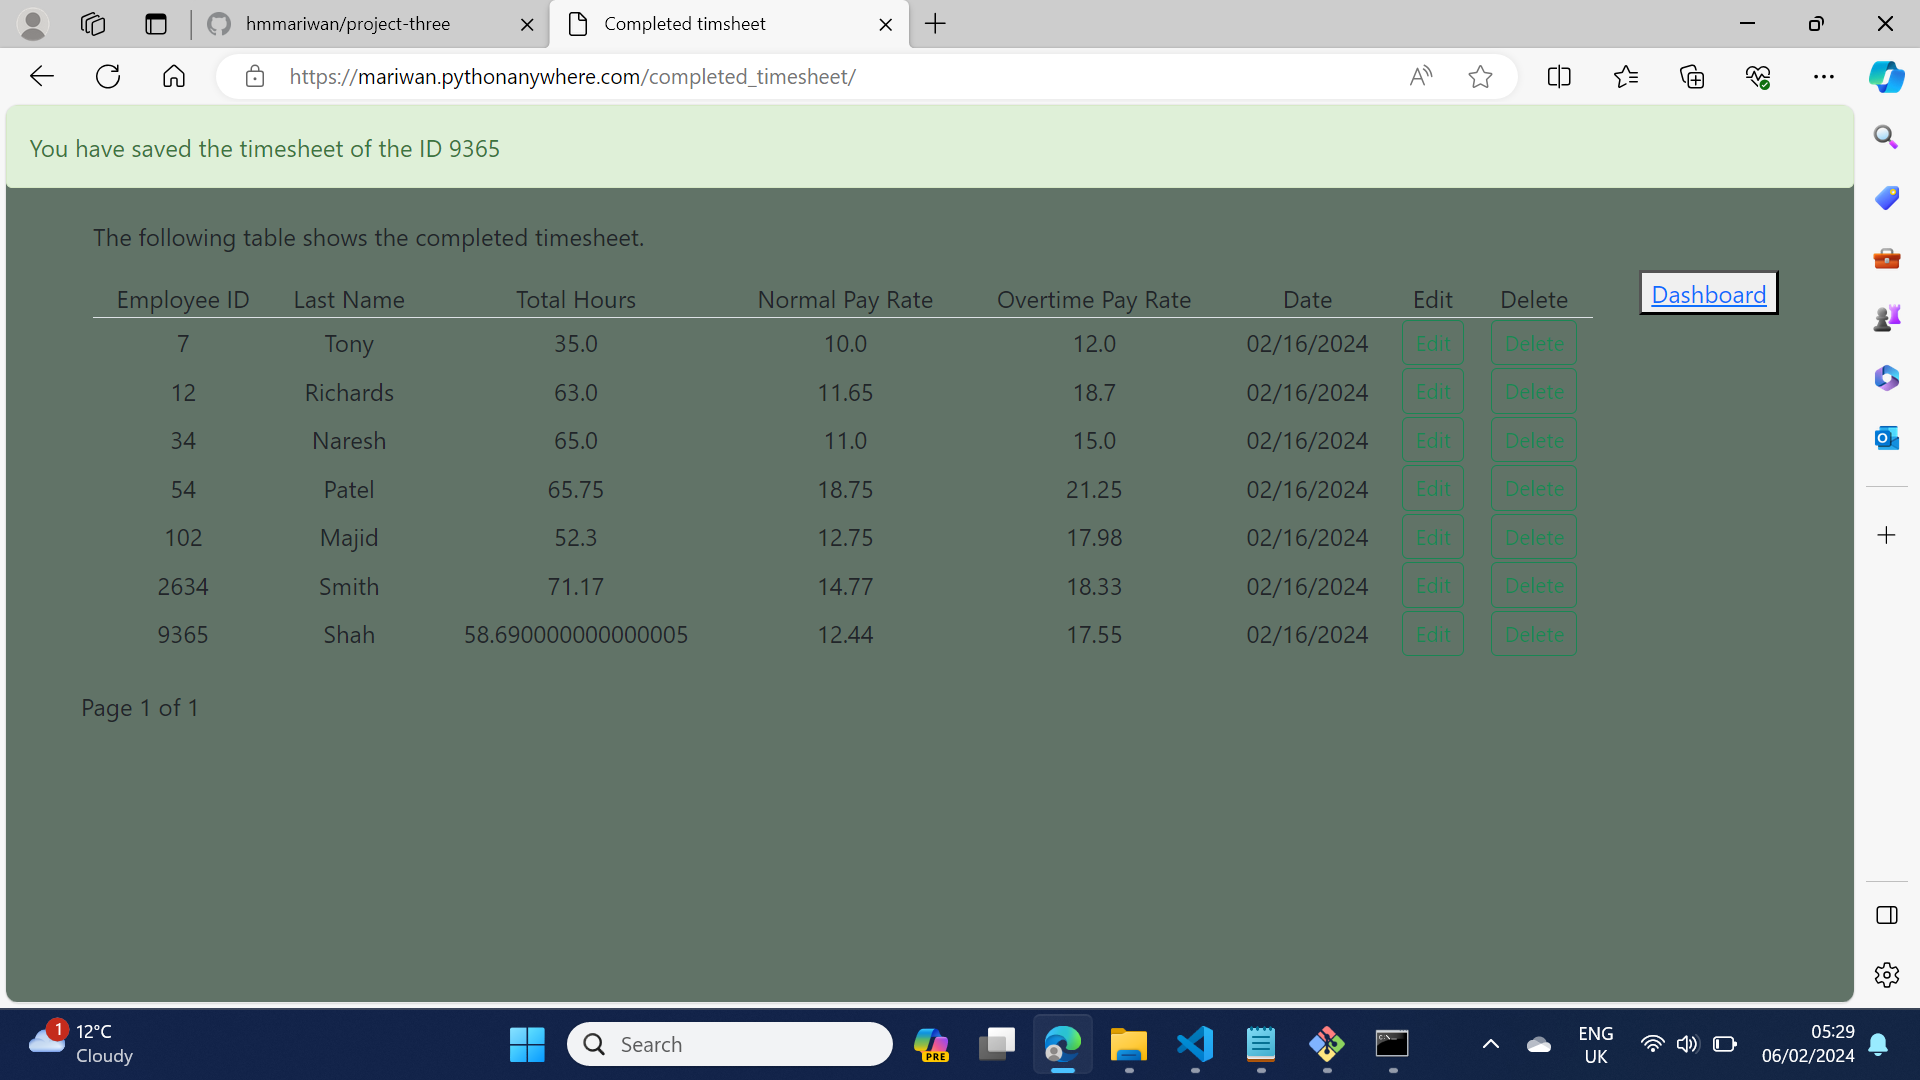 hmmariwan/project-three
Completed timsheet
https://mariwan.pythonanywhere.com/completed_timesheet/
You have saved the timesheet of the ID 9365
The following table shows the completed timesheet.
Employee ID Last Name Total Hours Normal Pay Rate Overtime Pay Rate Date Edit Delete
Dashboard
7 Tony 35.0 10.0 12.0 02/16/2024 Edit Delete
12 Richards 63.0 11.65 18.7 02/16/2024 Edit Delete
34 Naresh 65.0 11.0 15.0 02/16/2024 Edit Delete
54 Patel 65.75 18.75 21.25 02/16/2024 Edit Delete
102 Majid 52.3 12.75 17.98 02/16/2024 Edit Delete
2634 Smith 71.17 14.77 18.33 02/16/2024 Edit Delete
9365 Shah 58.690000000000005 12.44 17.55 02/16/2024 Edit Delete
Page 1 of 1
1
12°C
Cloudy
Search
PRE
ENG
UK
05:29
06/02/2024